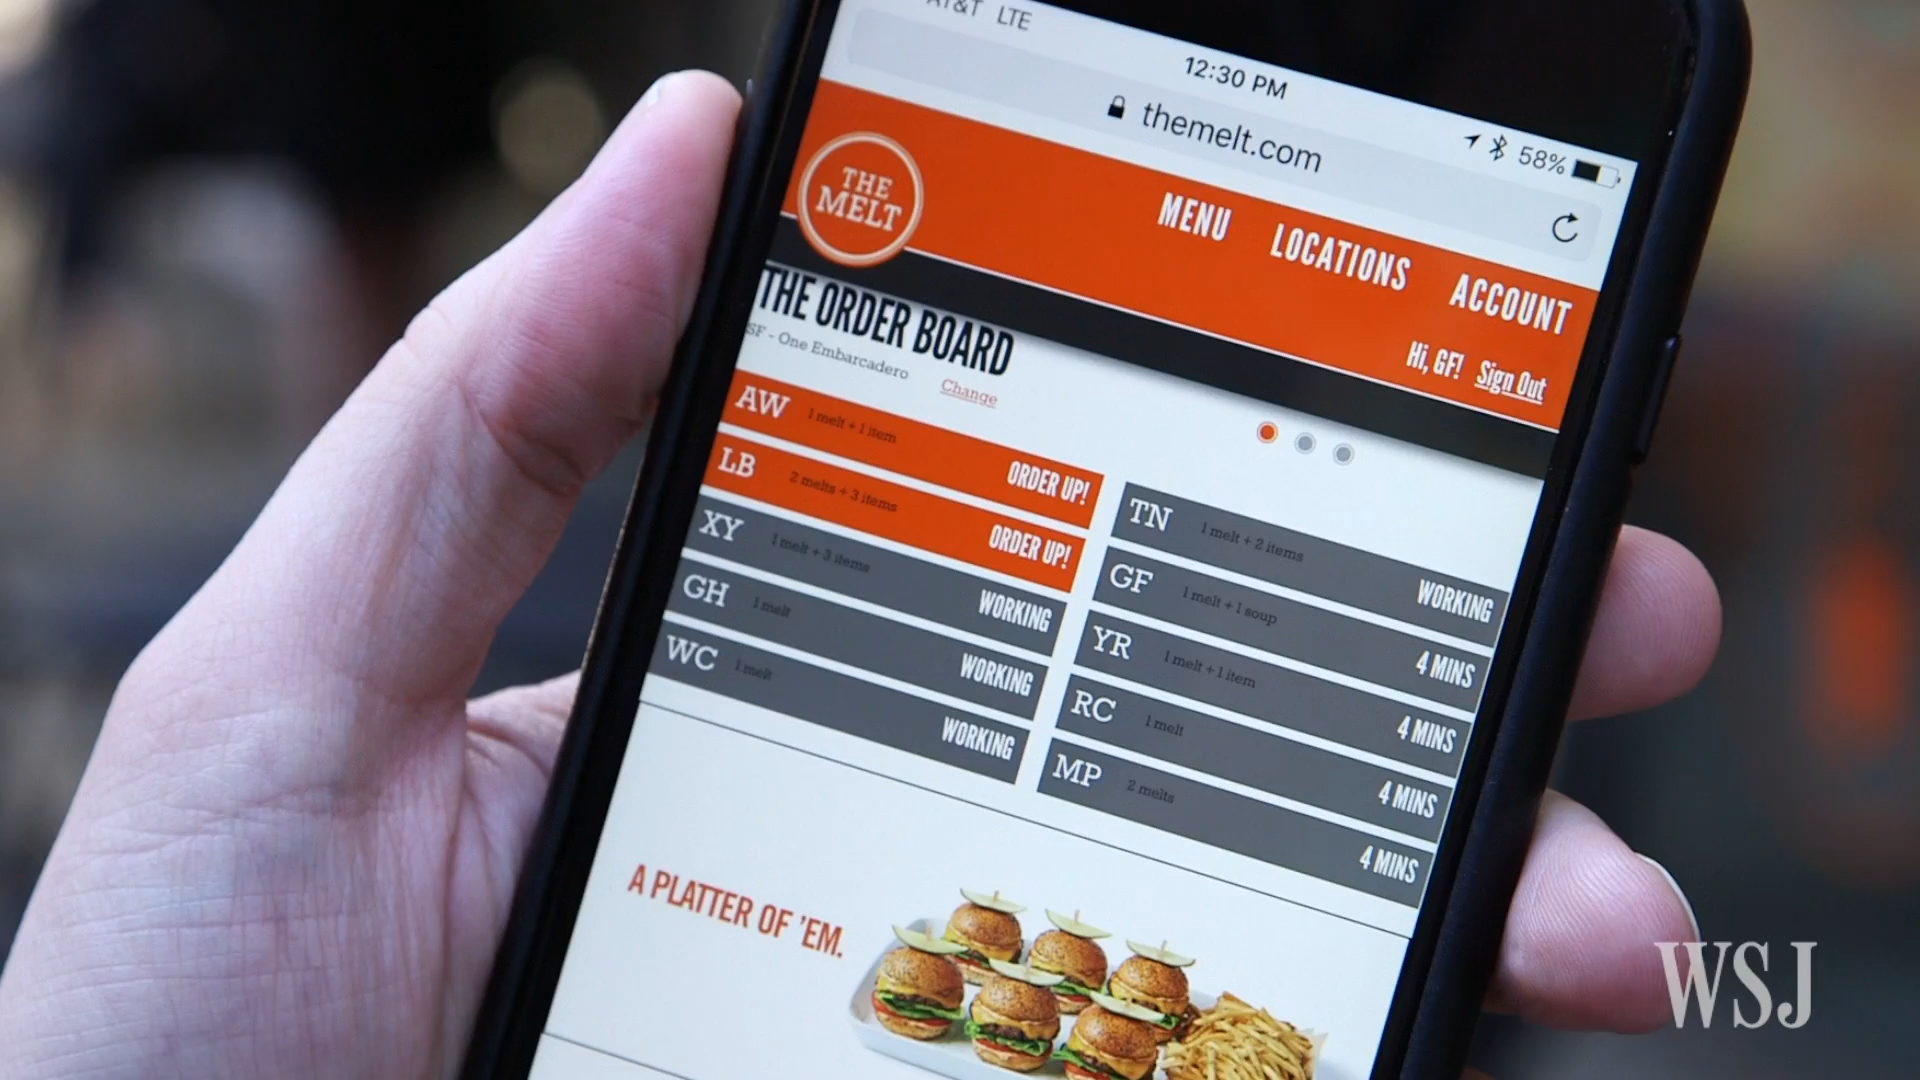 AT&T LTE
12:30 PM
58%
themelt.com
THE
MELT
MENU LOCATIONS ACCOUNT
Hi, GF! Sign Out
THE ORDER BOARD
SF - One Embarcadero Change
AW 1 melt + 1 item ORDER UP!
LB 2 melts + 3 items ORDER UP!
XY 1 melt + 3 items WORKING
GH 1 melt WORKING
WC 1 melt WORKING
TN 1 melt + 2 items WORKING
GF 1 melt + 1 soup 4 MINS
YR 1 melt + 1 item 4 MINS
RC 1 melt 4 MINS
MP 2 melts 4 MINS
A PLATTER OF 'EM.
WSJ